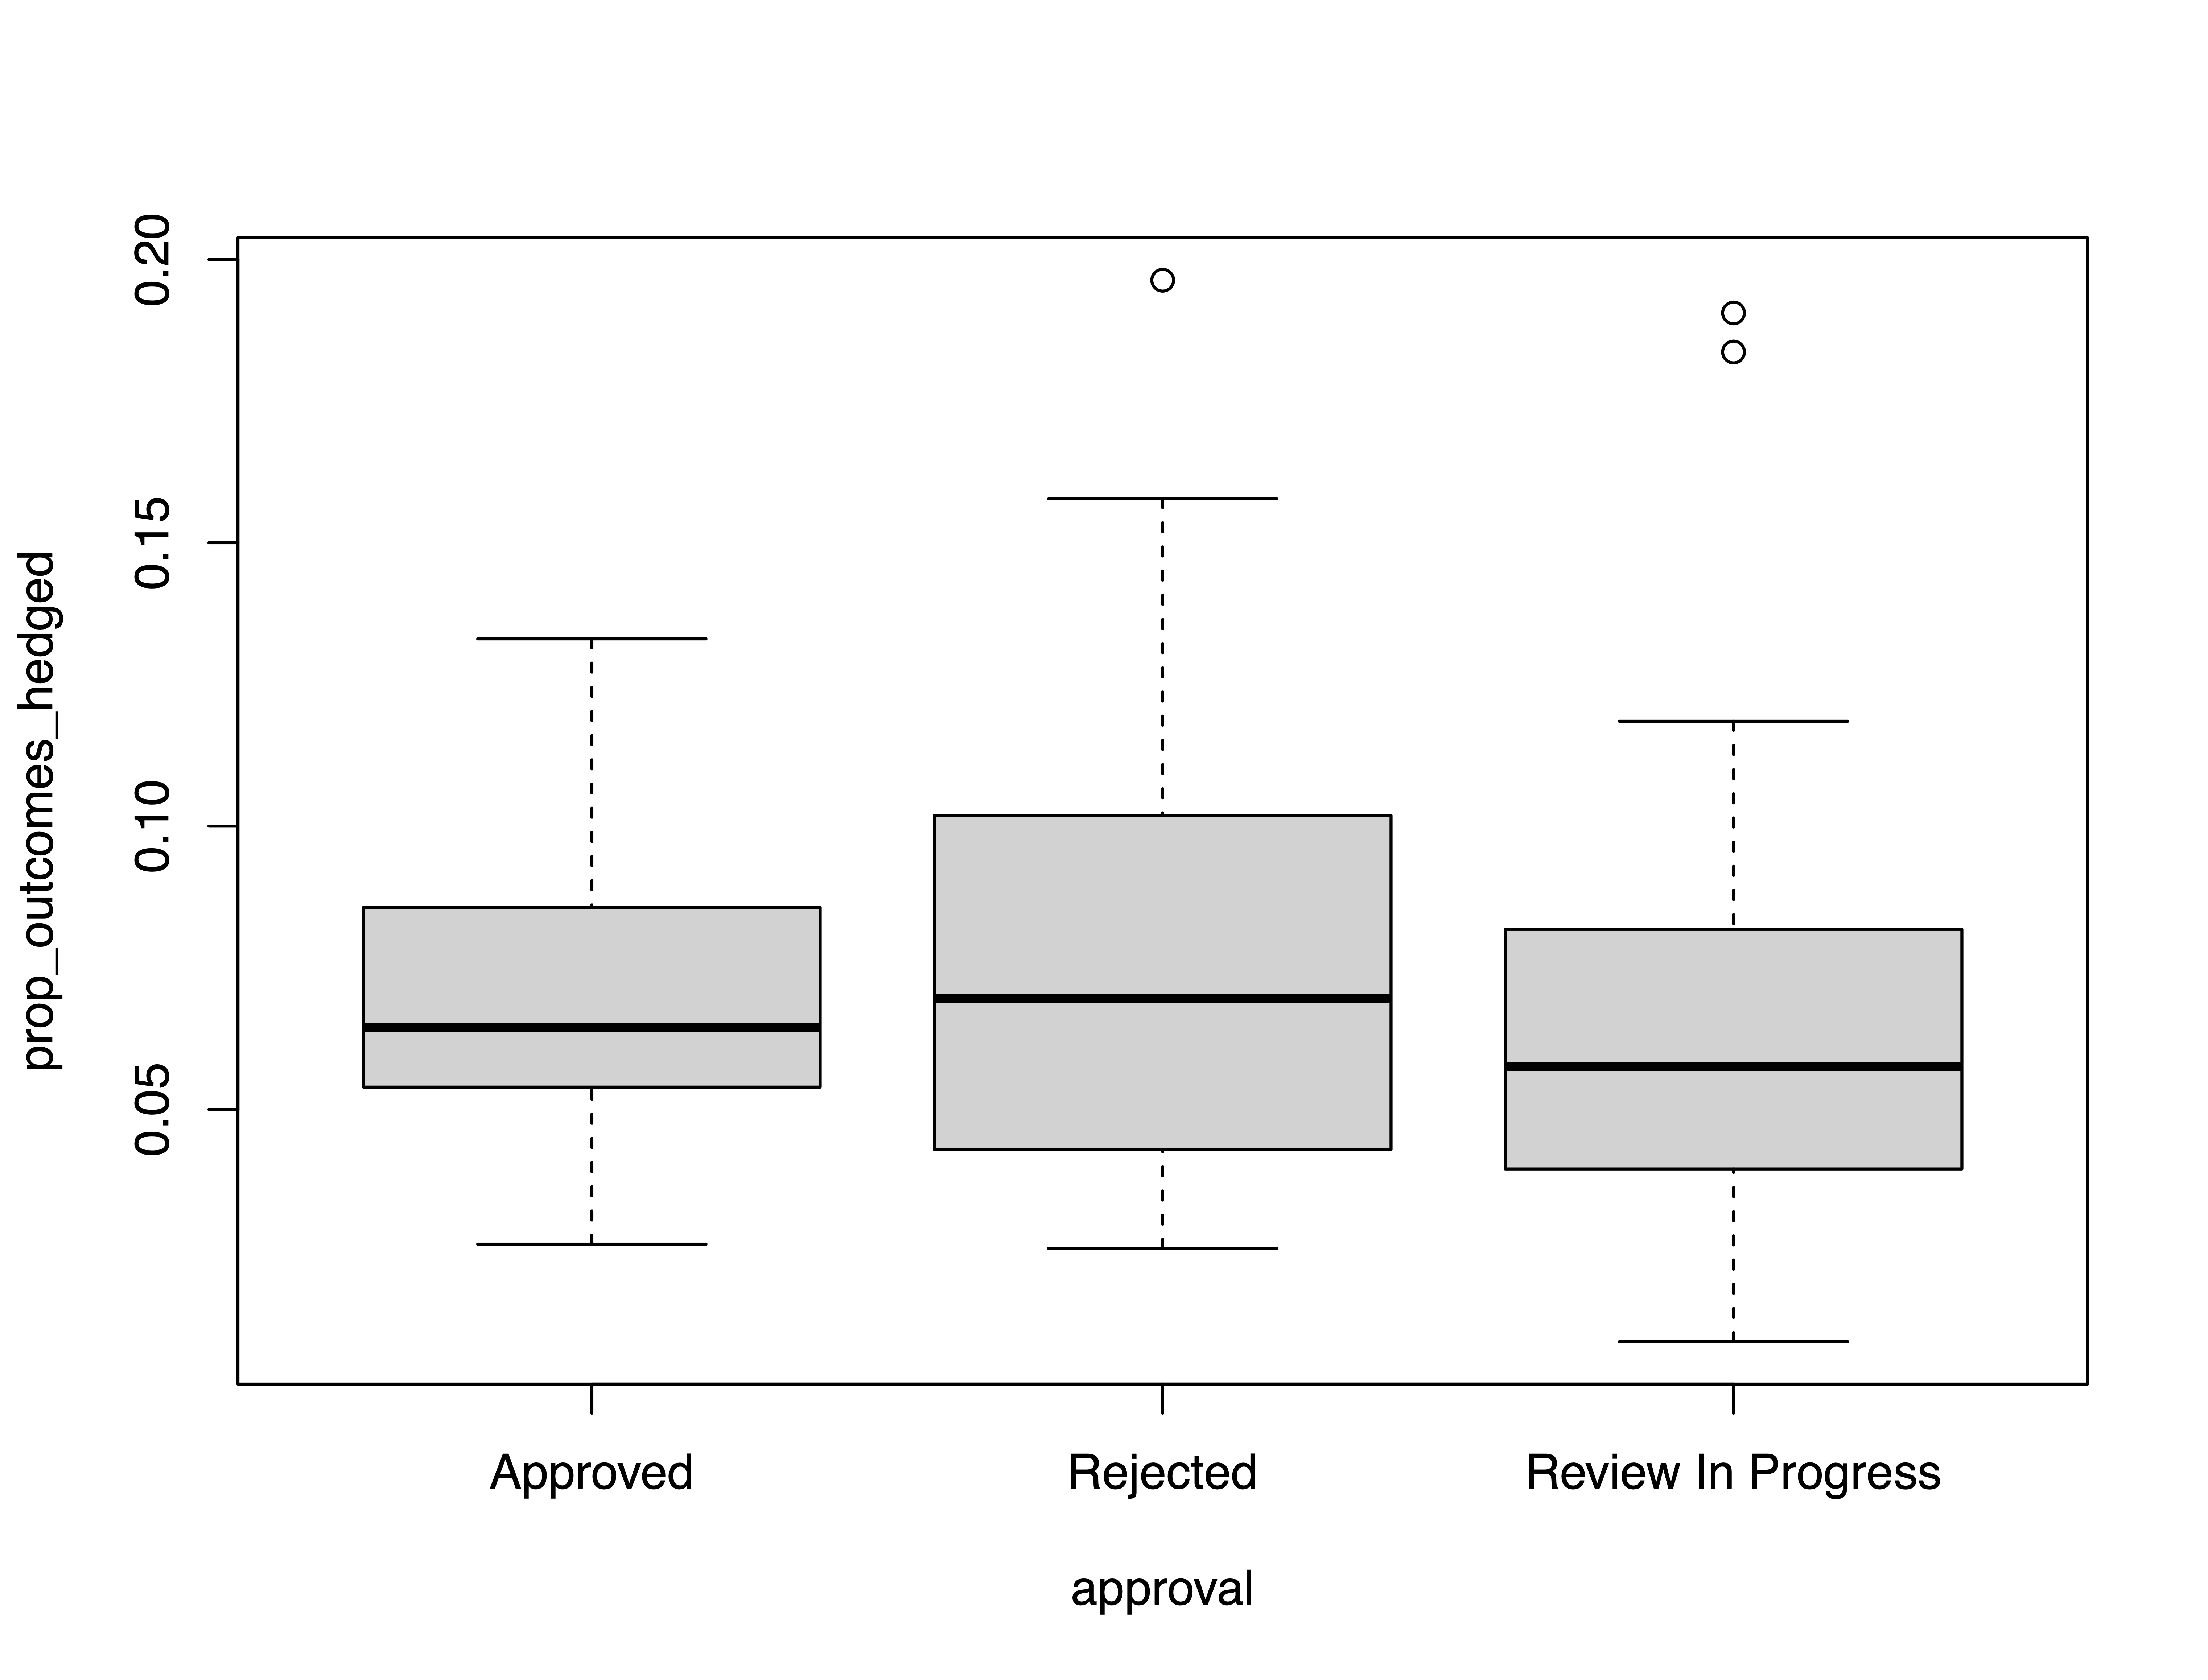 prop_outcomes_hedged
0.20
0.15
0.10
0.05
Approved
Rejected
Review In Progress
approval